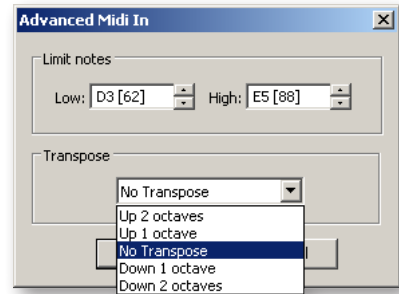 Advanced Midi In
Limit notes
Low: D3 [62] High: E5 [88]
Transpose
No Transpose
Up 2 octaves
Up 1 octave
No Transpose
Down 1 octave
Down 2 octaves